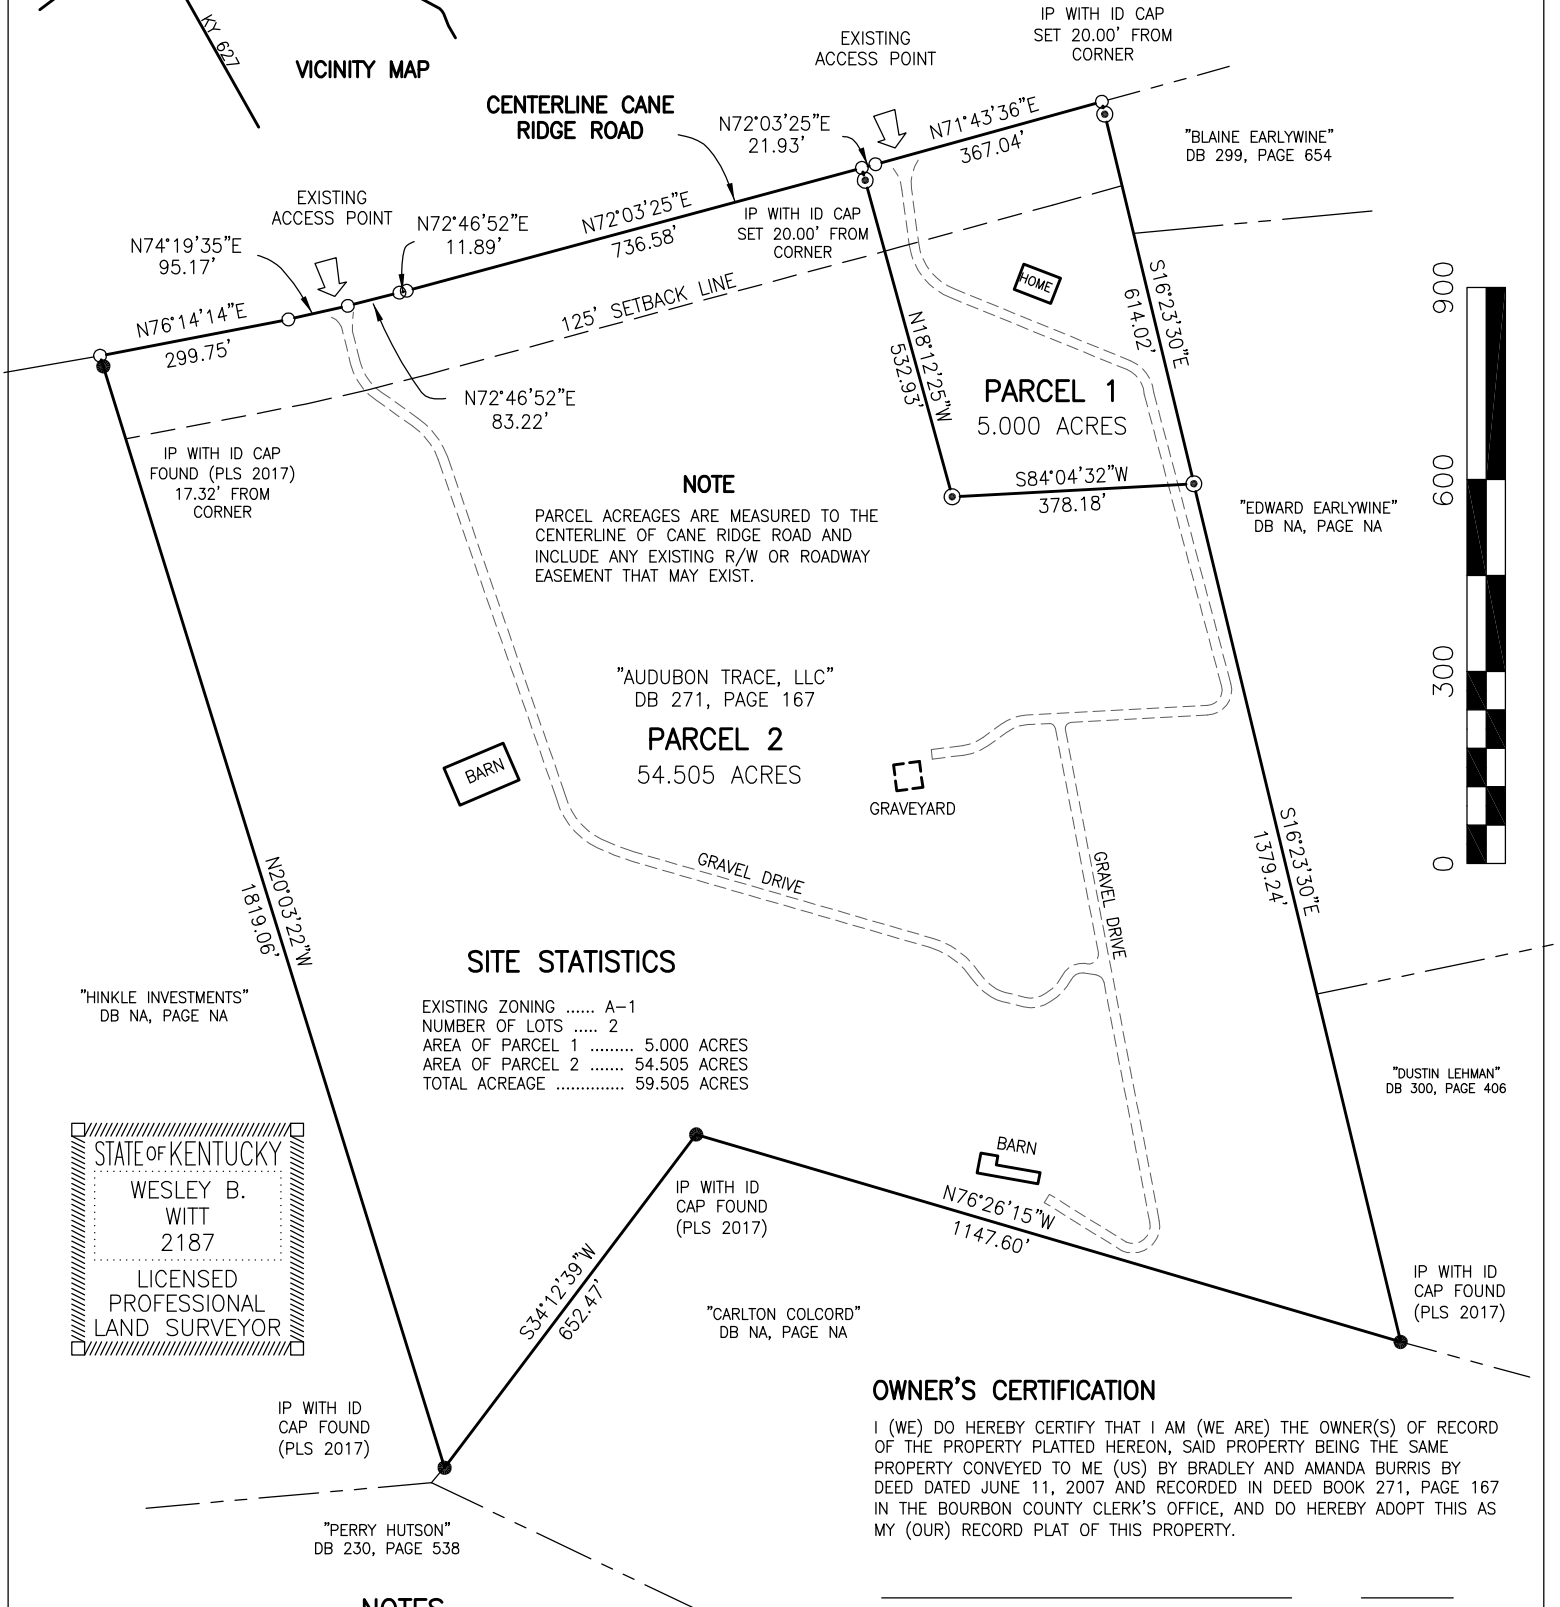 KY 627
VICINITY MAP
EXISTING
ACCESS POINT
IP WITH ID CAP
SET 20.00' FROM
CORNER
CENTERLINE CANE
RIDGE ROAD
N72°03'25"E
21.93'
N71°43'36"E
367.04'
"BLAINE EARLYWINE"
DB 299, PAGE 654
EXISTING
ACCESS POINT
N74°19'35"E
95.17'
N72°46'52"E
11.89'
N72°03'25"E
736.58'
IP WITH ID CAP
SET 20.00' FROM
CORNER
N76°14'14"E
299.75'
125' SETBACK LINE
HOME
S16°23'30"E
614.02'
N18°12'25"W
532.93'
N72°46'52"E
83.22'
PARCEL 1
5.000 ACRES
IP WITH ID CAP
FOUND (PLS 2017)
17.32' FROM
CORNER
S84°04'32"W
378.18'
NOTE
PARCEL ACREAGES ARE MEASURED TO THE
CENTERLINE OF CANE RIDGE ROAD AND
INCLUDE ANY EXISTING R/W OR ROADWAY
EASEMENT THAT MAY EXIST.
"EDWARD EARLYWINE"
DB NA, PAGE NA
900
600
300
0
"AUDUBON TRACE, LLC"
DB 271, PAGE 167
PARCEL 2
54.505 ACRES
BARN
GRAVEYARD
GRAVEL DRIVE
GRAVEL DRIVE
S16°23'30"E
1379.24'
N20°03'22"W
1819.06'
SITE STATISTICS
EXISTING ZONING ...... A-1
NUMBER OF LOTS ..... 2
AREA OF PARCEL 1 ......... 5.000 ACRES
AREA OF PARCEL 2 ....... 54.505 ACRES
TOTAL ACREAGE .............. 59.505 ACRES
"HINKLE INVESTMENTS"
DB NA, PAGE NA
"DUSTIN LEHMAN"
DB 300, PAGE 406
STATE OF KENTUCKY
WESLEY B.
WITT
2187
LICENSED
PROFESSIONAL
LAND SURVEYOR
BARN
IP WITH ID
CAP FOUND
(PLS 2017)
N76°26'15"W
1147.60'
S34°12'39"W
652.47'
"CARLTON COLCORD"
DB NA, PAGE NA
IP WITH ID
CAP FOUND
(PLS 2017)
IP WITH ID
CAP FOUND
(PLS 2017)
OWNER'S CERTIFICATION
I (WE) DO HEREBY CERTIFY THAT I AM (WE ARE) THE OWNER(S) OF RECORD
OF THE PROPERTY PLATTED HEREON, SAID PROPERTY BEING THE SAME
PROPERTY CONVEYED TO ME (US) BY BRADLEY AND AMANDA BURRIS BY
DEED DATED JUNE 11, 2007 AND RECORDED IN DEED BOOK 271, PAGE 167
IN THE BOURBON COUNTY CLERK'S OFFICE, AND DO HEREBY ADOPT THIS AS
MY (OUR) RECORD PLAT OF THIS PROPERTY.
"PERRY HUTSON"
DB 230, PAGE 538
NOTES